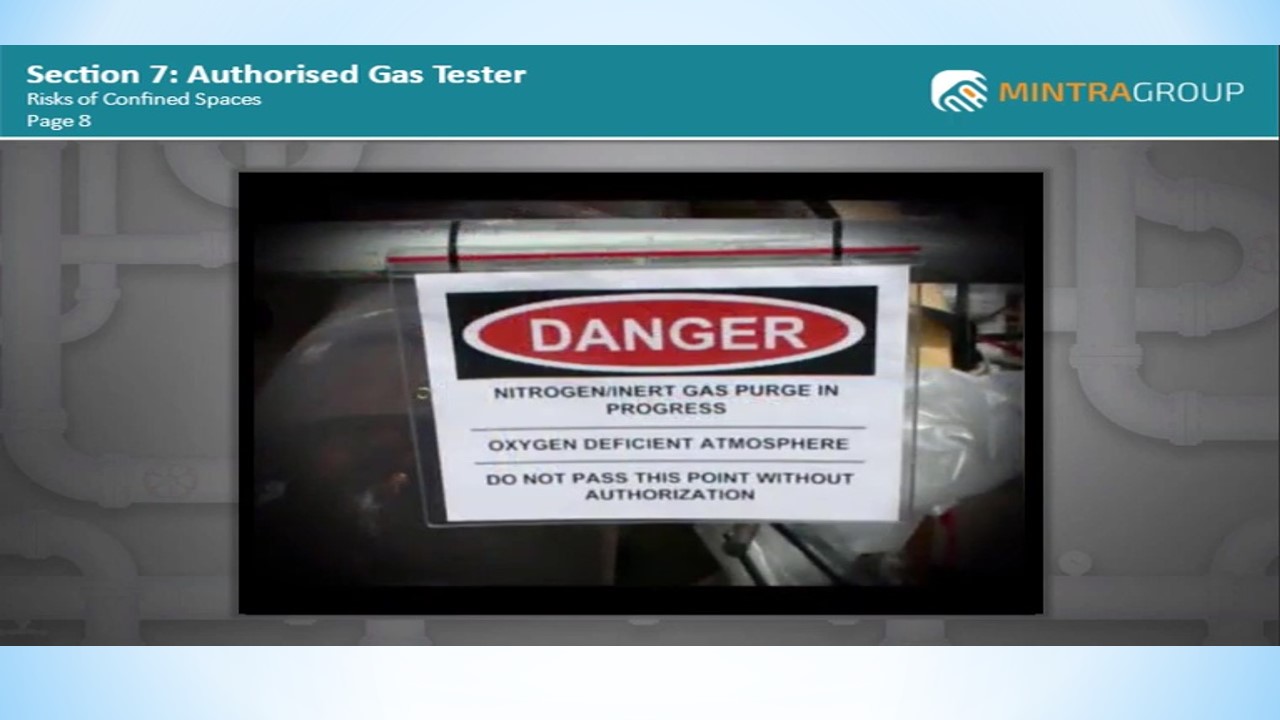 Section 7: Authorised Gas Tester
Risks of Confined Spaces
Page 8
MINTRAGROUP
DANGER
NITROGEN/INERT GAS PURGE IN
PROGRESS
OXYGEN DEFICIENT ATMOSPHERE
DO NOT PASS THIS POINT WITHOUT
AUTHORIZATION